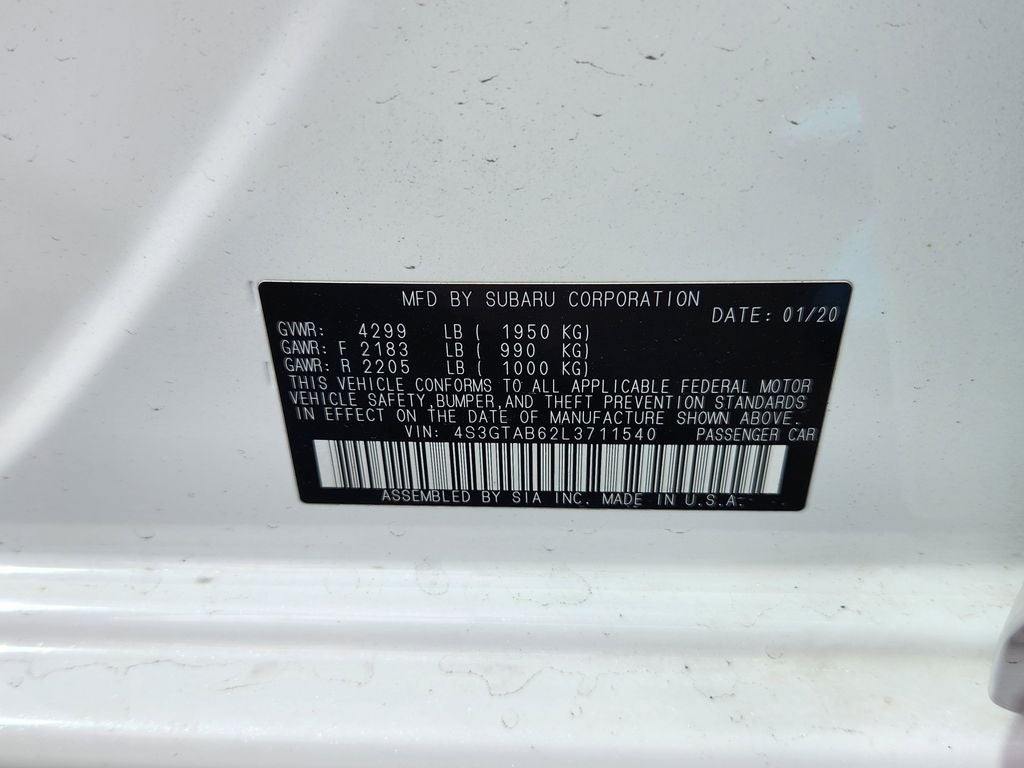 MFD BY SUBARU CORPORATION
DATE: 01/20
GVWR: 4299 LB ( 1950 KG)
GAWR: F 2183 LB ( 990 KG)
GAWR: R 2205 LB ( 1000 KG)
THIS VEHICLE CONFORMS TO ALL APPLICABLE FEDERAL MOTOR
VEHICLE SAFETY,BUMPER,AND THEFT PREVENTION STANDARDS
IN EFFECT ON THE DATE OF MANUFACTURE SHOWN ABOVE.
VIN: 4S3GTAB62L3711540 PASSENGER CAR
ASSEMBLED BY SIA INC. MADE IN U.S.A.